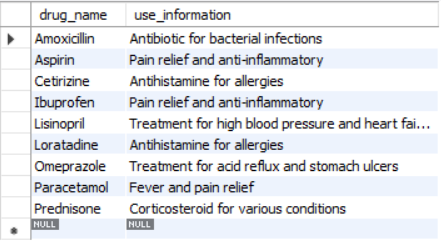 drug_name use_information
Amoxicillin Antibiotic for bacterial infections
Aspirin Pain relief and anti-inflammatory
Cetirizine Antihistamine for allergies
Ibuprofen Pain relief and anti-inflammatory
Lisinopril Treatment for high blood pressure and heart fai...
Loratadine Antihistamine for allergies
Omeprazole Treatment for acid reflux and stomach ulcers
Paracetamol Fever and pain relief
Prednisone Corticosteroid for various conditions
NULL NULL